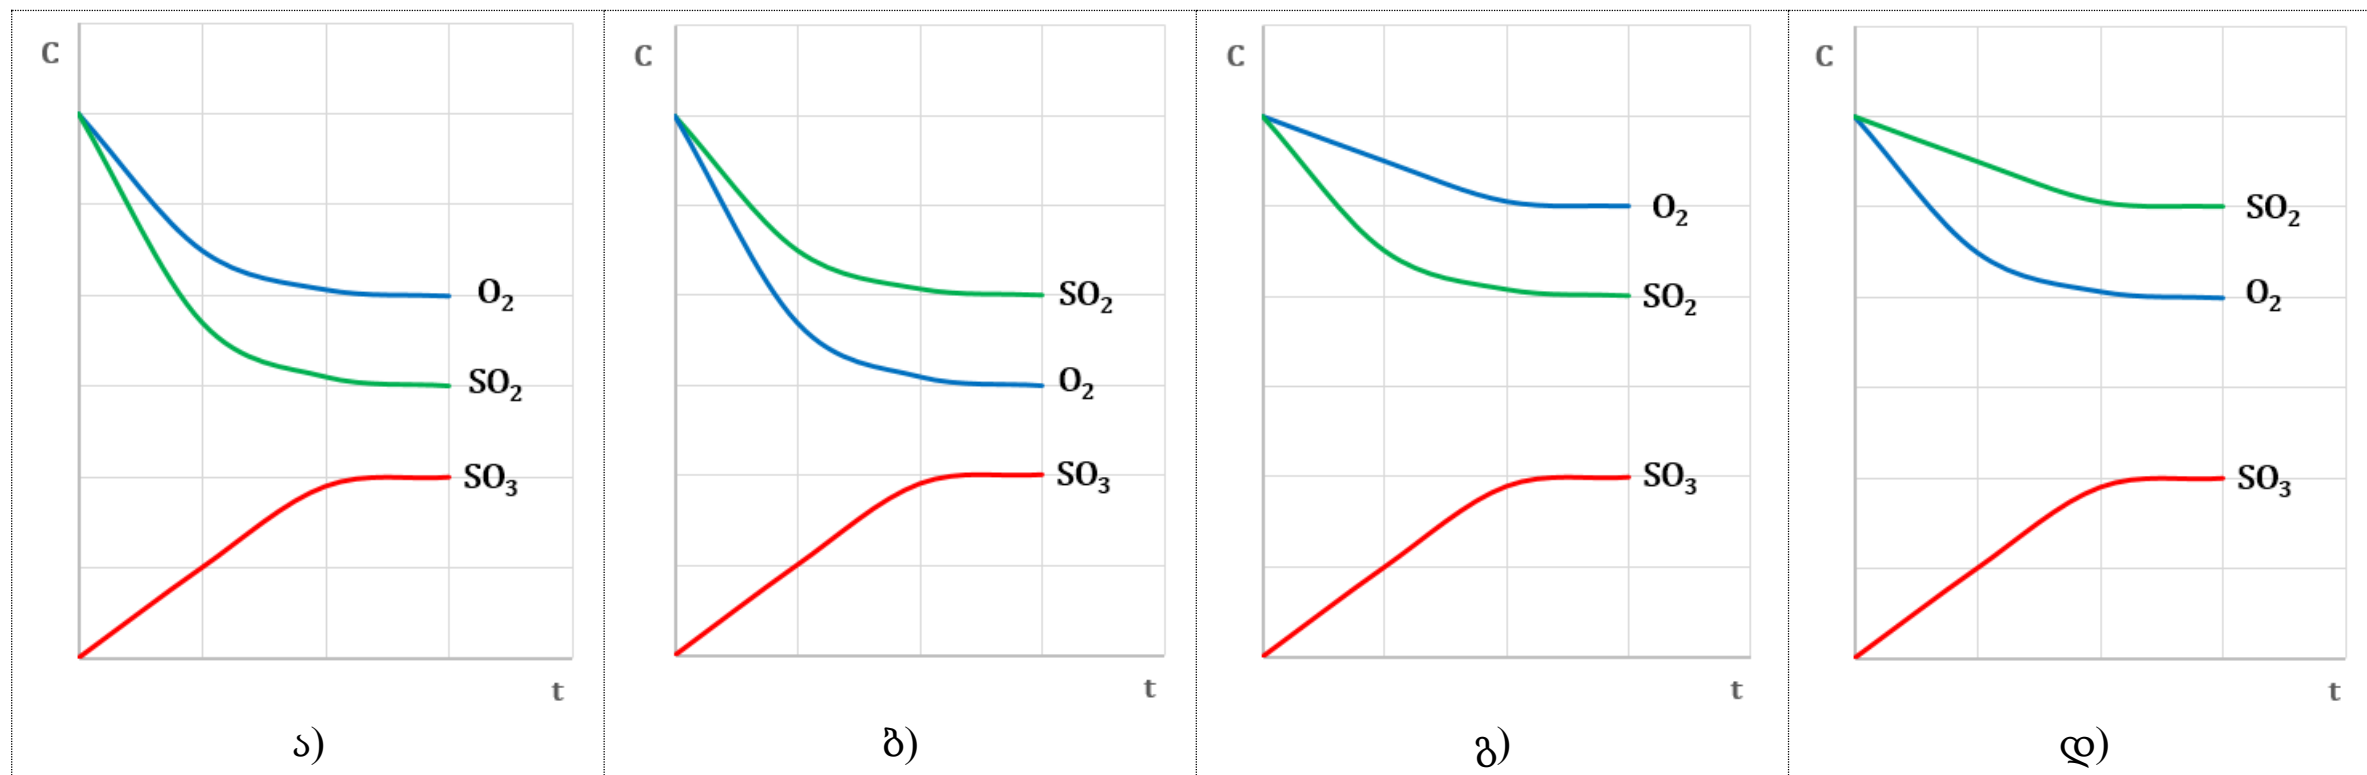 C
O₂
SO₂
SO₃
t
ა)
C
SO₂
O₂
SO₃
t
ბ)
C
O₂
SO₂
SO₃
t
გ)
C
SO₂
O₂
SO₃
t
დ)